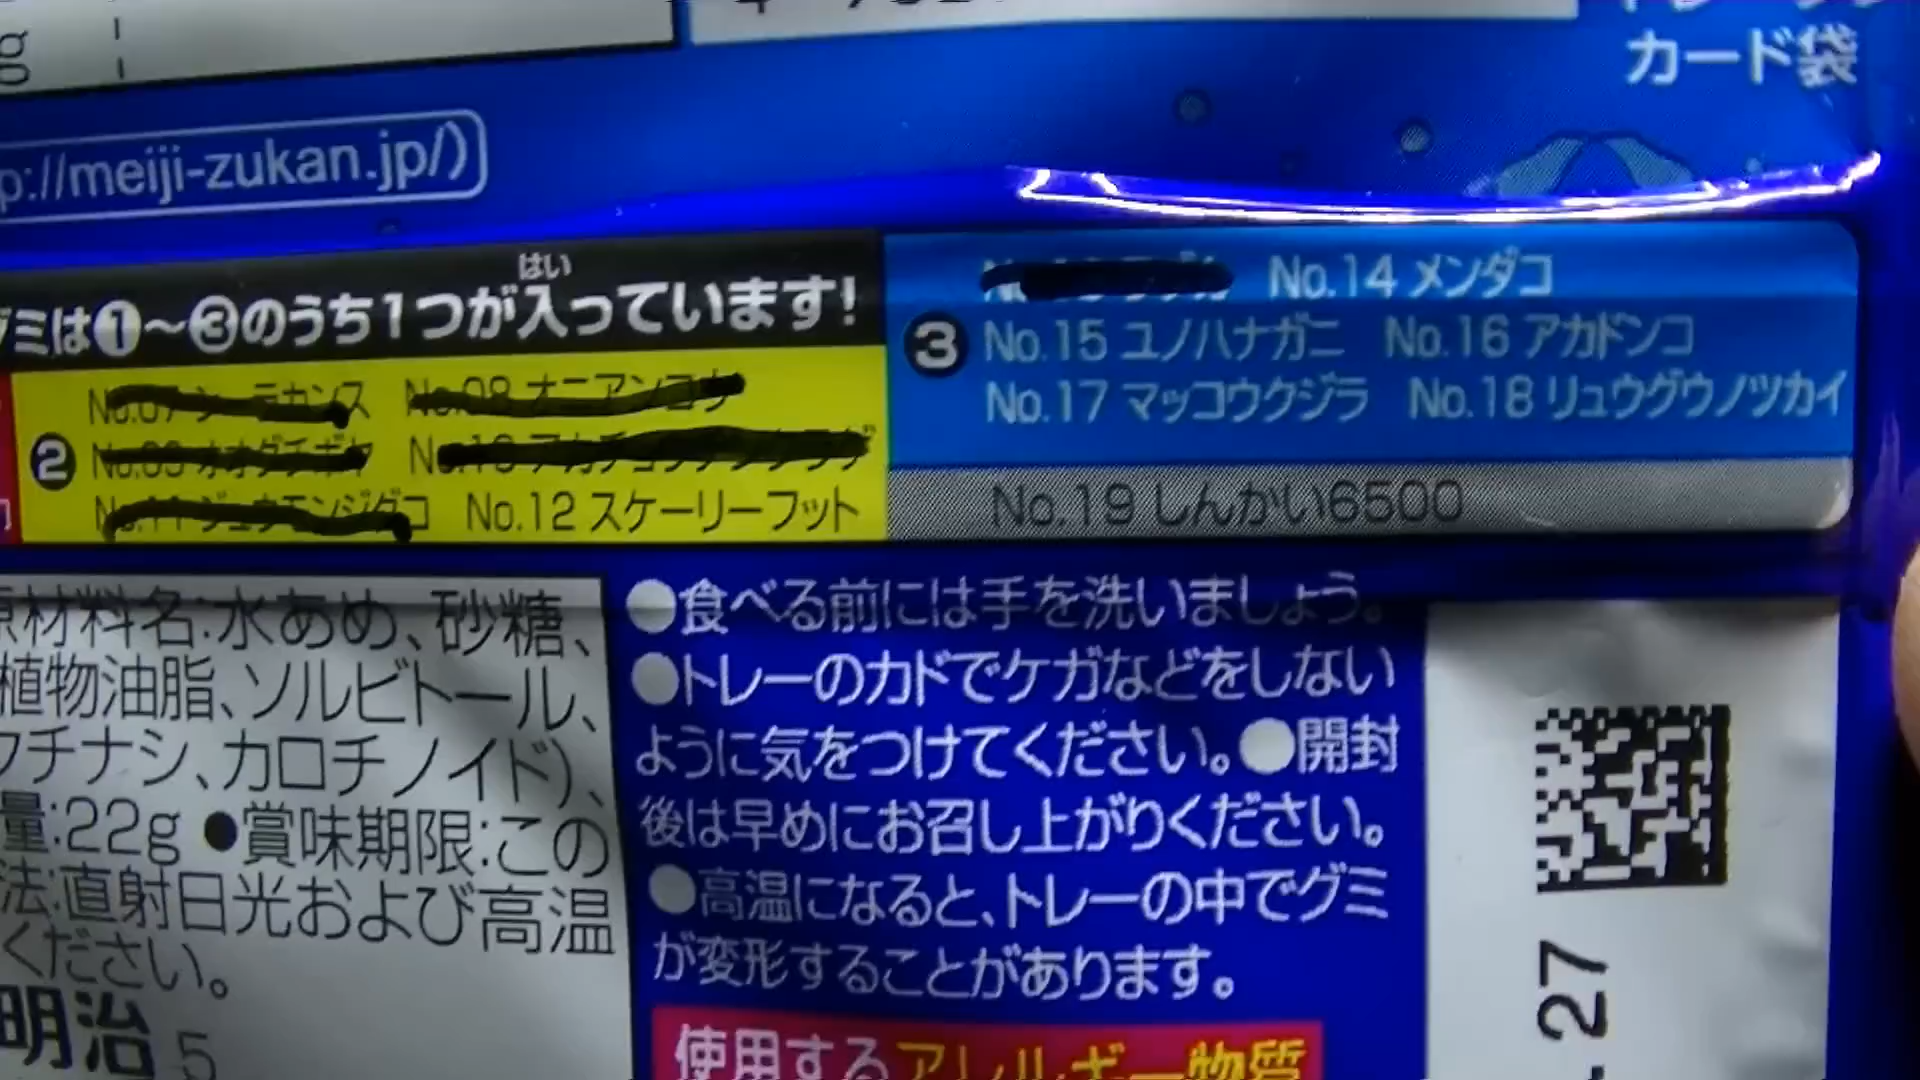 カード袋
p://meiji-zukan.jp/)
はい
グミは①～③のうち1つが入っています!
② No.12 スケーリーフット
No.14 メンダコ
③ No.15 ユノハナガニ No.16 アカドンコ
No.17 マッコウクジラ No.18 リュウグウノツカイ
No.19 しんかい6500
原材料名:水あめ、砂糖、
植物油脂、ソルビトール、
クチナシ、カロチノイド)、
量:22g ●賞味期限:この
法:直射日光および高温
ください。
明治 5
●食べる前には手を洗いましょう。
●トレーのカドでケガなどをしない
ように気をつけてください。●開封
後は早めにお召し上がりください。
●高温になると、トレーの中でグミ
が変形することがあります。
使用するアレルギー物質
27